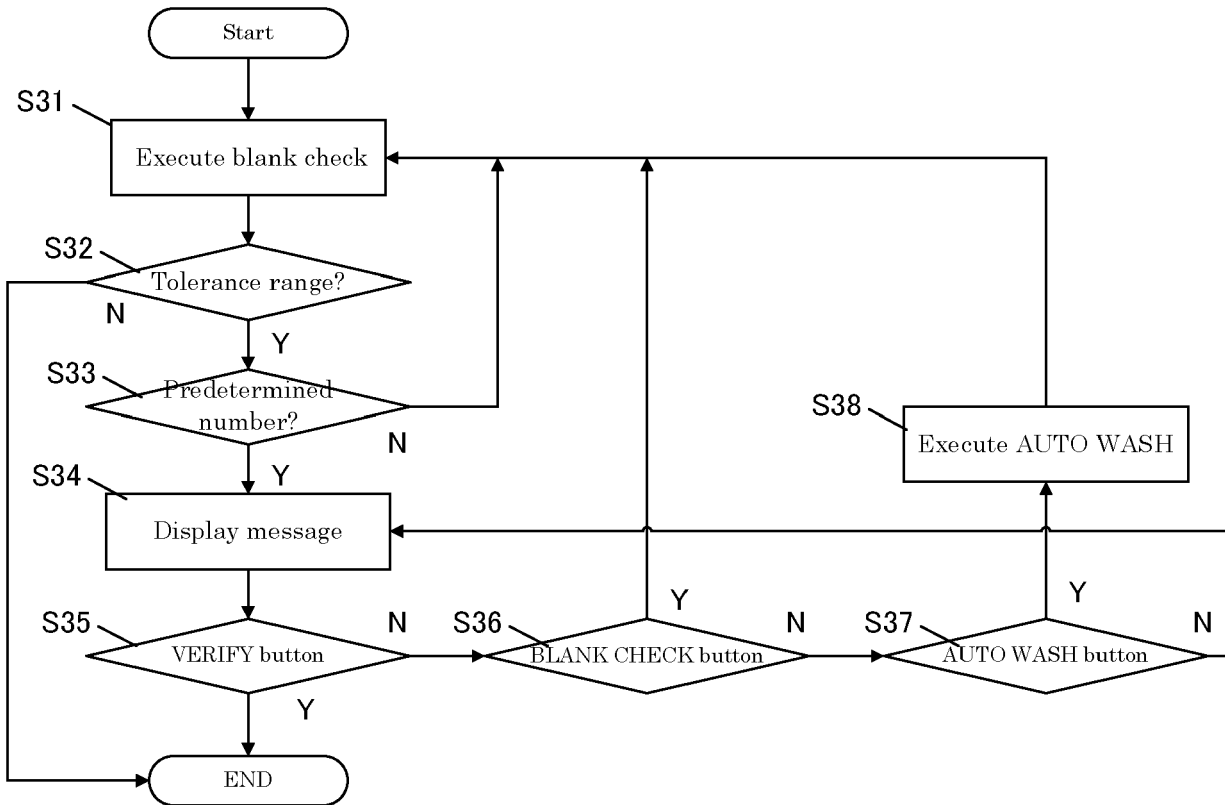 Start
S31
Execute blank check
S32
Tolerance range?
N
Y
S33
Predetermined
number?
N
Y
S38
Execute AUTO WASH
S34
Display message
S35
VERIFY button
N
Y
S36
BLANK CHECK button
Y
N
S37
AUTO WASH button
Y
N
END